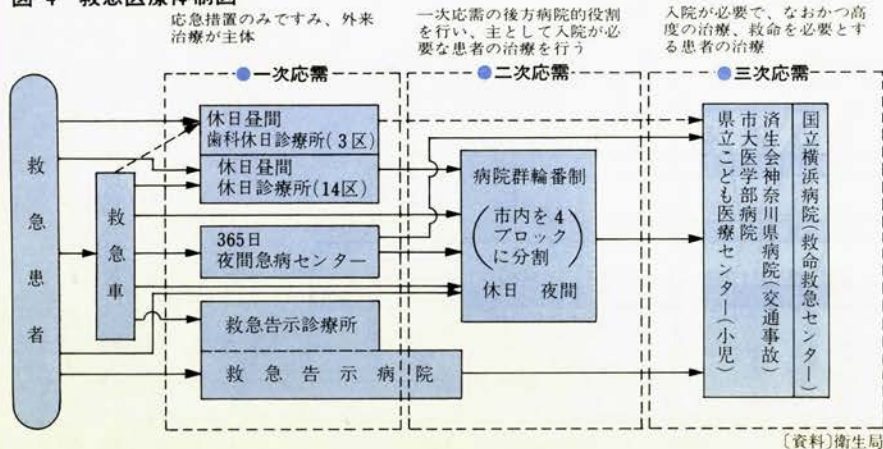 図-4 救急医療体制図
応急措置のみですみ、外来
治療が主体
一次応需の後方病院的役割
を行い、主として入院が必
要な患者の治療を行う
入院が必要で、なおかつ高
度の治療、救命を必要とす
る患者の治療
●一次応需
●二次応需
●三次応需
救急患者
救急車
休日昼間
歯科休日診療所(3区)
休日昼間
休日診療所(14区)
365日
夜間急病センター
救急告示診療所
救急告示病院
病院群輪番制
(市内を4
ブロック
に分割)
休日 夜間
国立横浜病院(救命救急センター)
済生会神奈川県病院(交通事故)
市大医学部病院
県立こども医療センター(小児)
〔資料〕衛生局